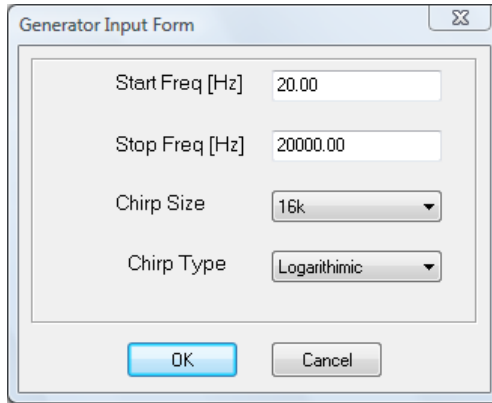 Generator Input Form
Start Freq [Hz] 20.00
Stop Freq [Hz] 20000.00
Chirp Size 16k
Chirp Type Logarithimic
OK Cancel